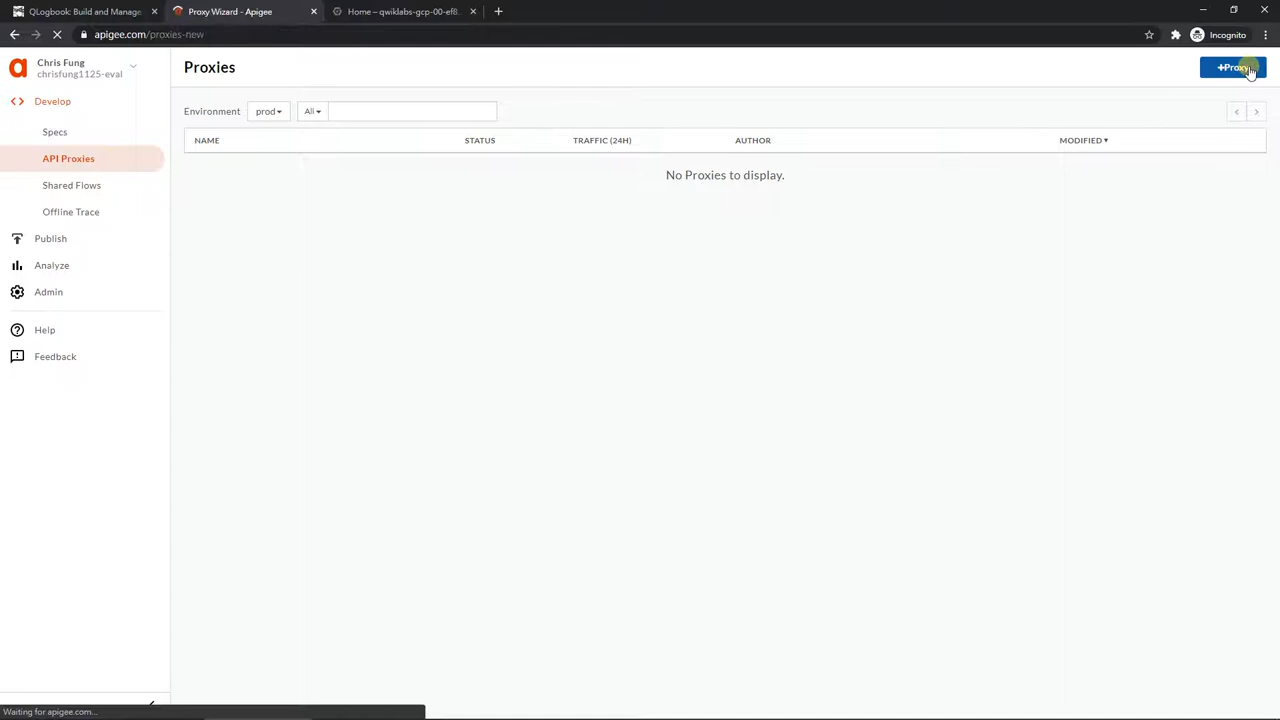 QLogbook: Build and Manage
Proxy Wizard - Apigee
Home – qwiklabs-gcp-00-ef8...
apigee.com/proxies-new
Incognito
Chris Fung
chrisfung1125-eval
Develop
Specs
API Proxies
Shared Flows
Offline Trace
Publish
Analyze
Admin
Help
Feedback
Proxies
+Proxy
Environment
prod
All
NAME
STATUS
TRAFFIC (24H)
AUTHOR
MODIFIED
No Proxies to display.
Waiting for apigee.com...